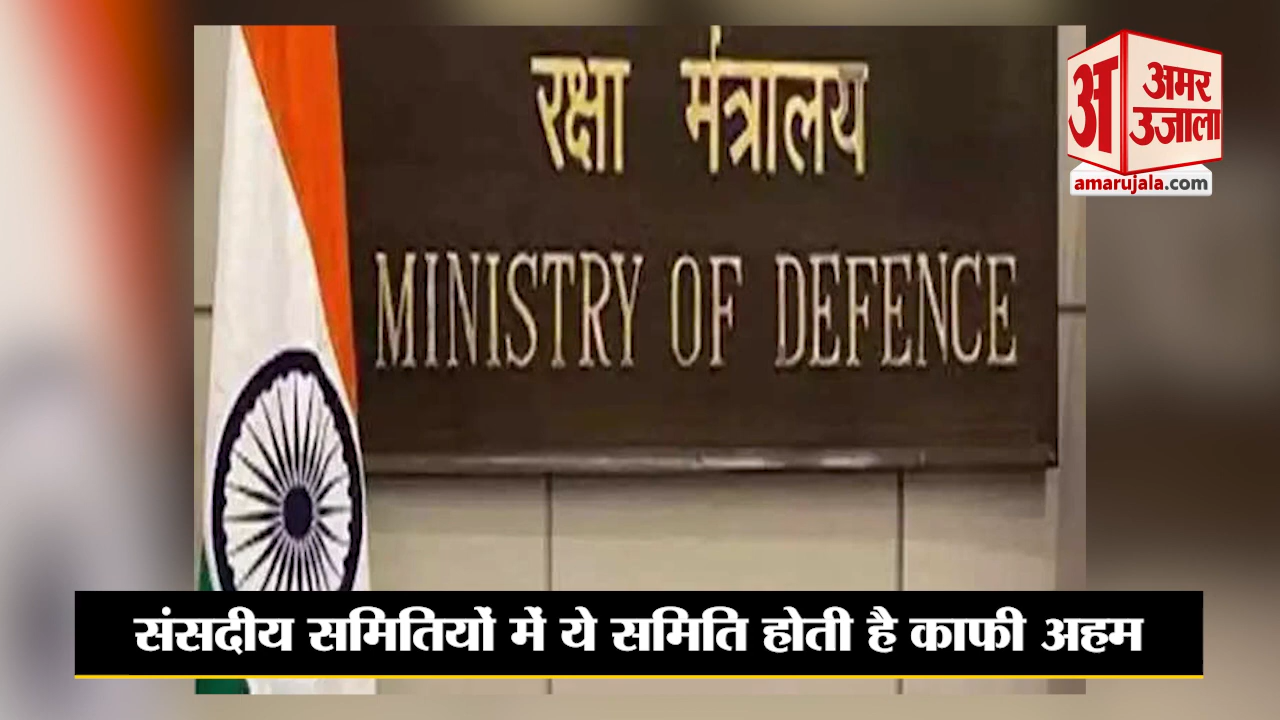 रक्षा मंत्रालय
MINISTRY OF DEFENCE
अ
अमर
उजाला
amarujala.com
संसदीय समितियों में ये समिति होती है काफी अहम